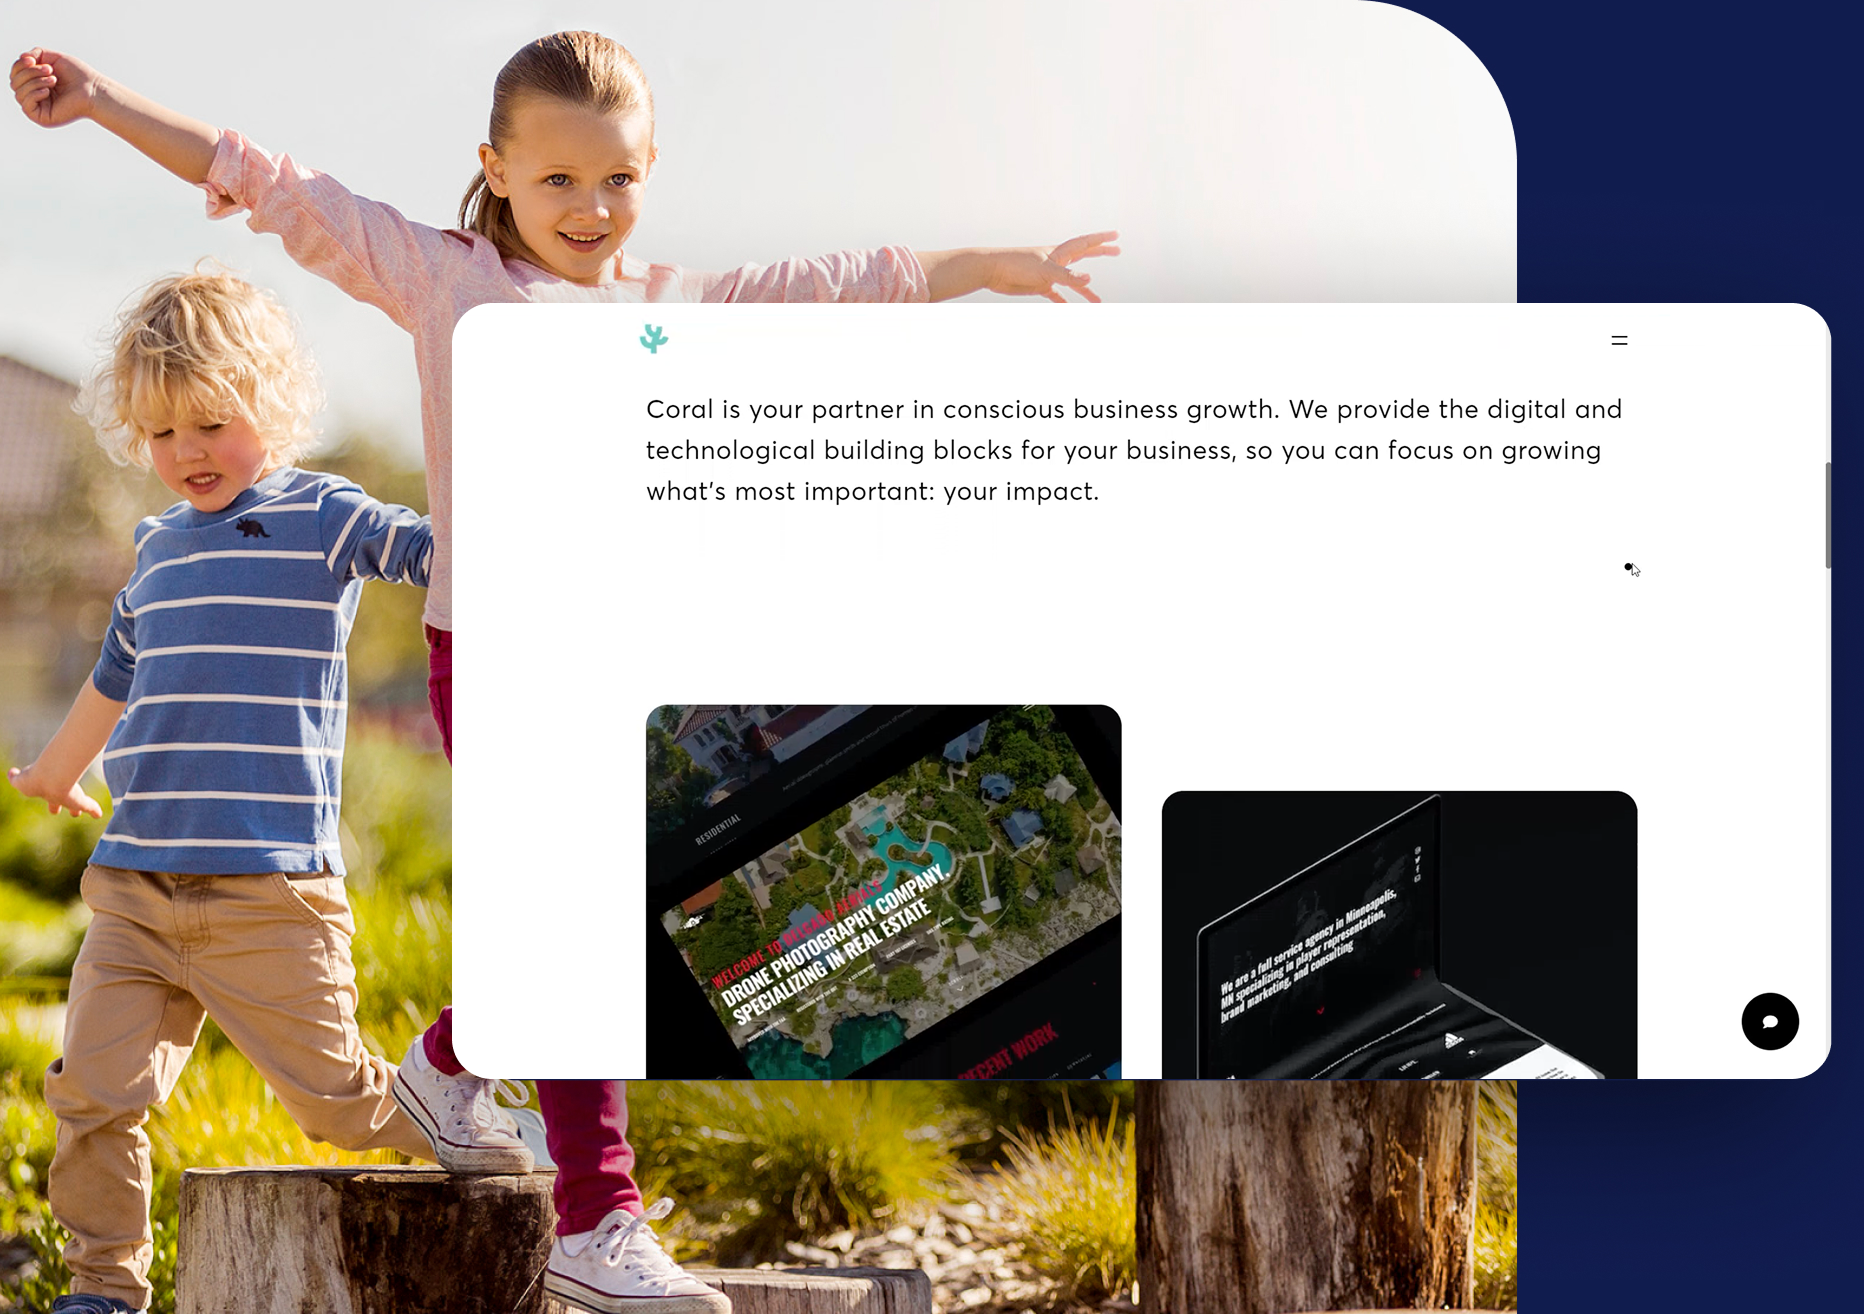 Coral is your partner in conscious business growth. We provide the digital and
technological building blocks for your business, so you can focus on growing
what's most important: your impact.
RESIDENTIAL
WELCOME TO DELGADO AERIALS
DRONE PHOTOGRAPHY COMPANY,
SPECIALIZING IN REAL ESTATE
RECENT WORK
We are a full service agency in Minneapolis,
MN specializing in player representation,
brand marketing, and consulting